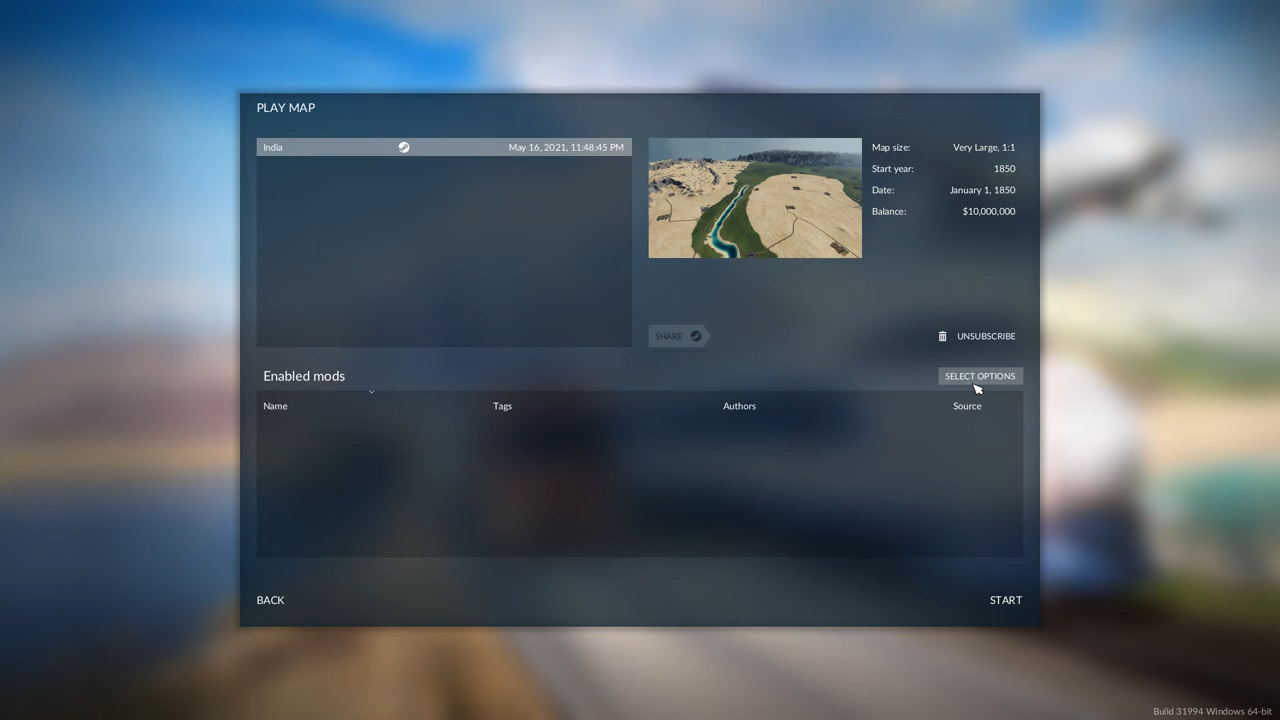 PLAY MAP
India May 16, 2021, 11:48:45 PM
Map size: Very Large, 1:1
Start year: 1850
Date: January 1, 1850
Balance: $10,000,000
SHARE
UNSUBSCRIBE
Enabled mods
SELECT OPTIONS
Name Tags Authors Source
BACK
START
Build 31994 Windows 64-bit